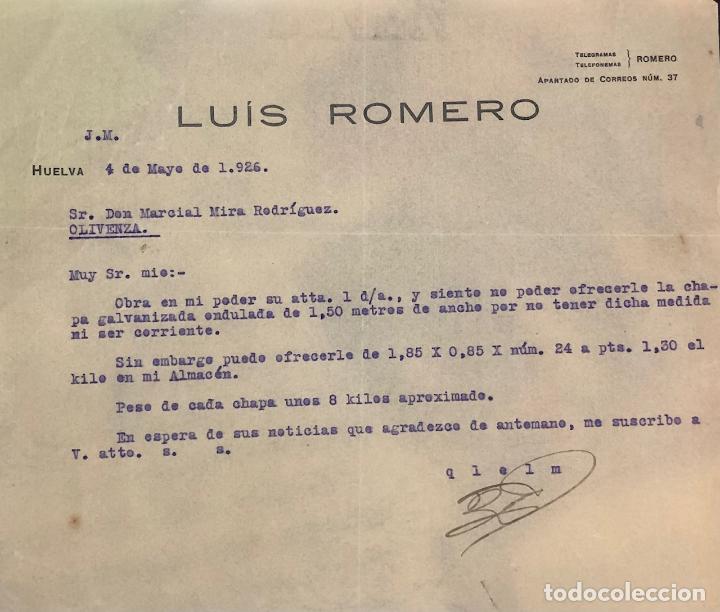 TELEGRAMAS
TELEFONEMAS } ROMERO
APARTADO DE CORREOS NÚM. 37
LUÍS ROMERO
J.M.
HUELVA 4 de Mayo de 1.926.
Sr. Don Marcial Mira Rodríguez.
OLIVENZA.
Muy Sr. mio:-
Obra en mi poder su atta. 1 d/a., y siento no poder ofrecerle la cha-
pa galvanizada ondulada de 1,50 metros de ancho por no tener dicha medida
ni ser corriente.
Sin embargo puedo ofrecerle de 1,85 X 0,85 X núm. 24 a pts. 1,30 el
kilo en mi Almacén.
Peso de cada chapa unos 8 kilos aproximado.
En espera de sus noticias que agradezco de antemano, me suscribo a
V. atto. s. s.
q l e l m
todocoleccion